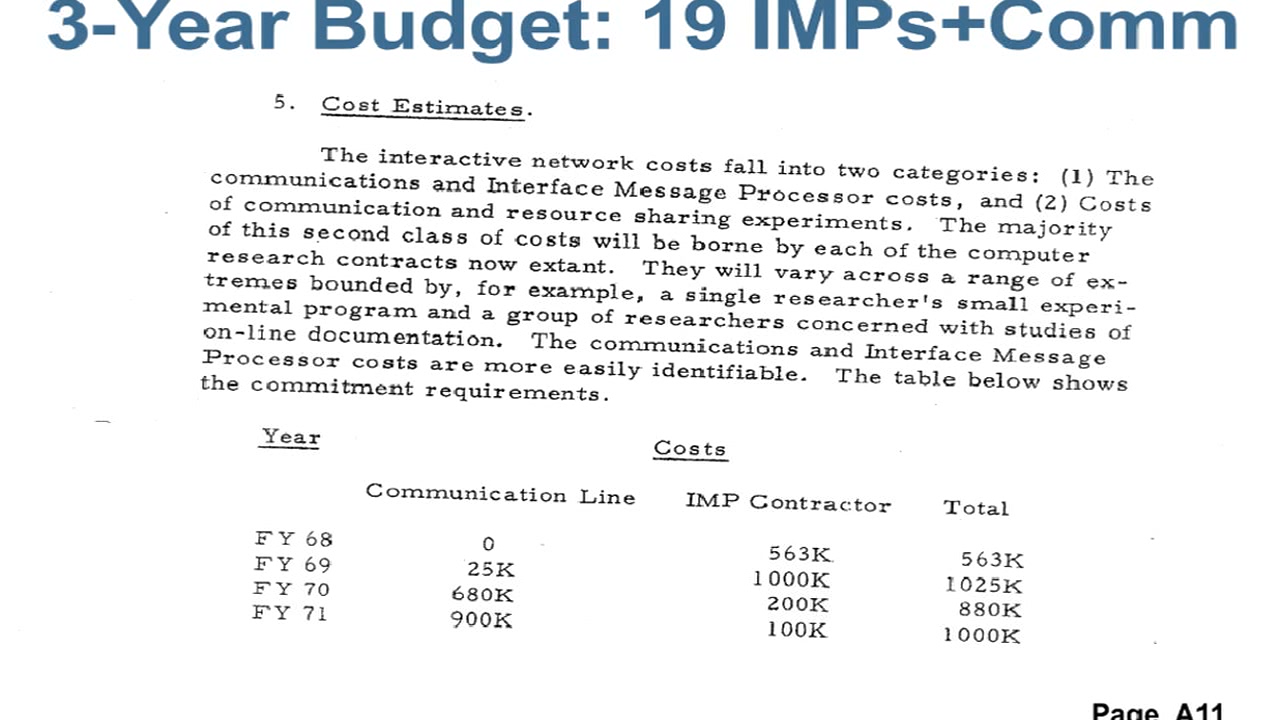 3-Year Budget: 19 IMPs+Comm
5. Cost Estimates.
The interactive network costs fall into two categories: (1) The
communications and Interface Message Processor costs, and (2) Costs
of communication and resource sharing experiments. The majority
of this second class of costs will be borne by each of the computer
research contracts now extant. They will vary across a range of ex-
tremes bounded by, for example, a single researcher's small experi-
mental program and a group of researchers concerned with studies of
on-line documentation. The communications and Interface Message
Processor costs are more easily identifiable. The table below shows
the commitment requirements.
Year Costs
Communication Line IMP Contractor Total
FY 68 0 563K 563K
FY 69 25K 1000K 1025K
FY 70 680K 200K 880K
FY 71 900K 100K 1000K
Page A11